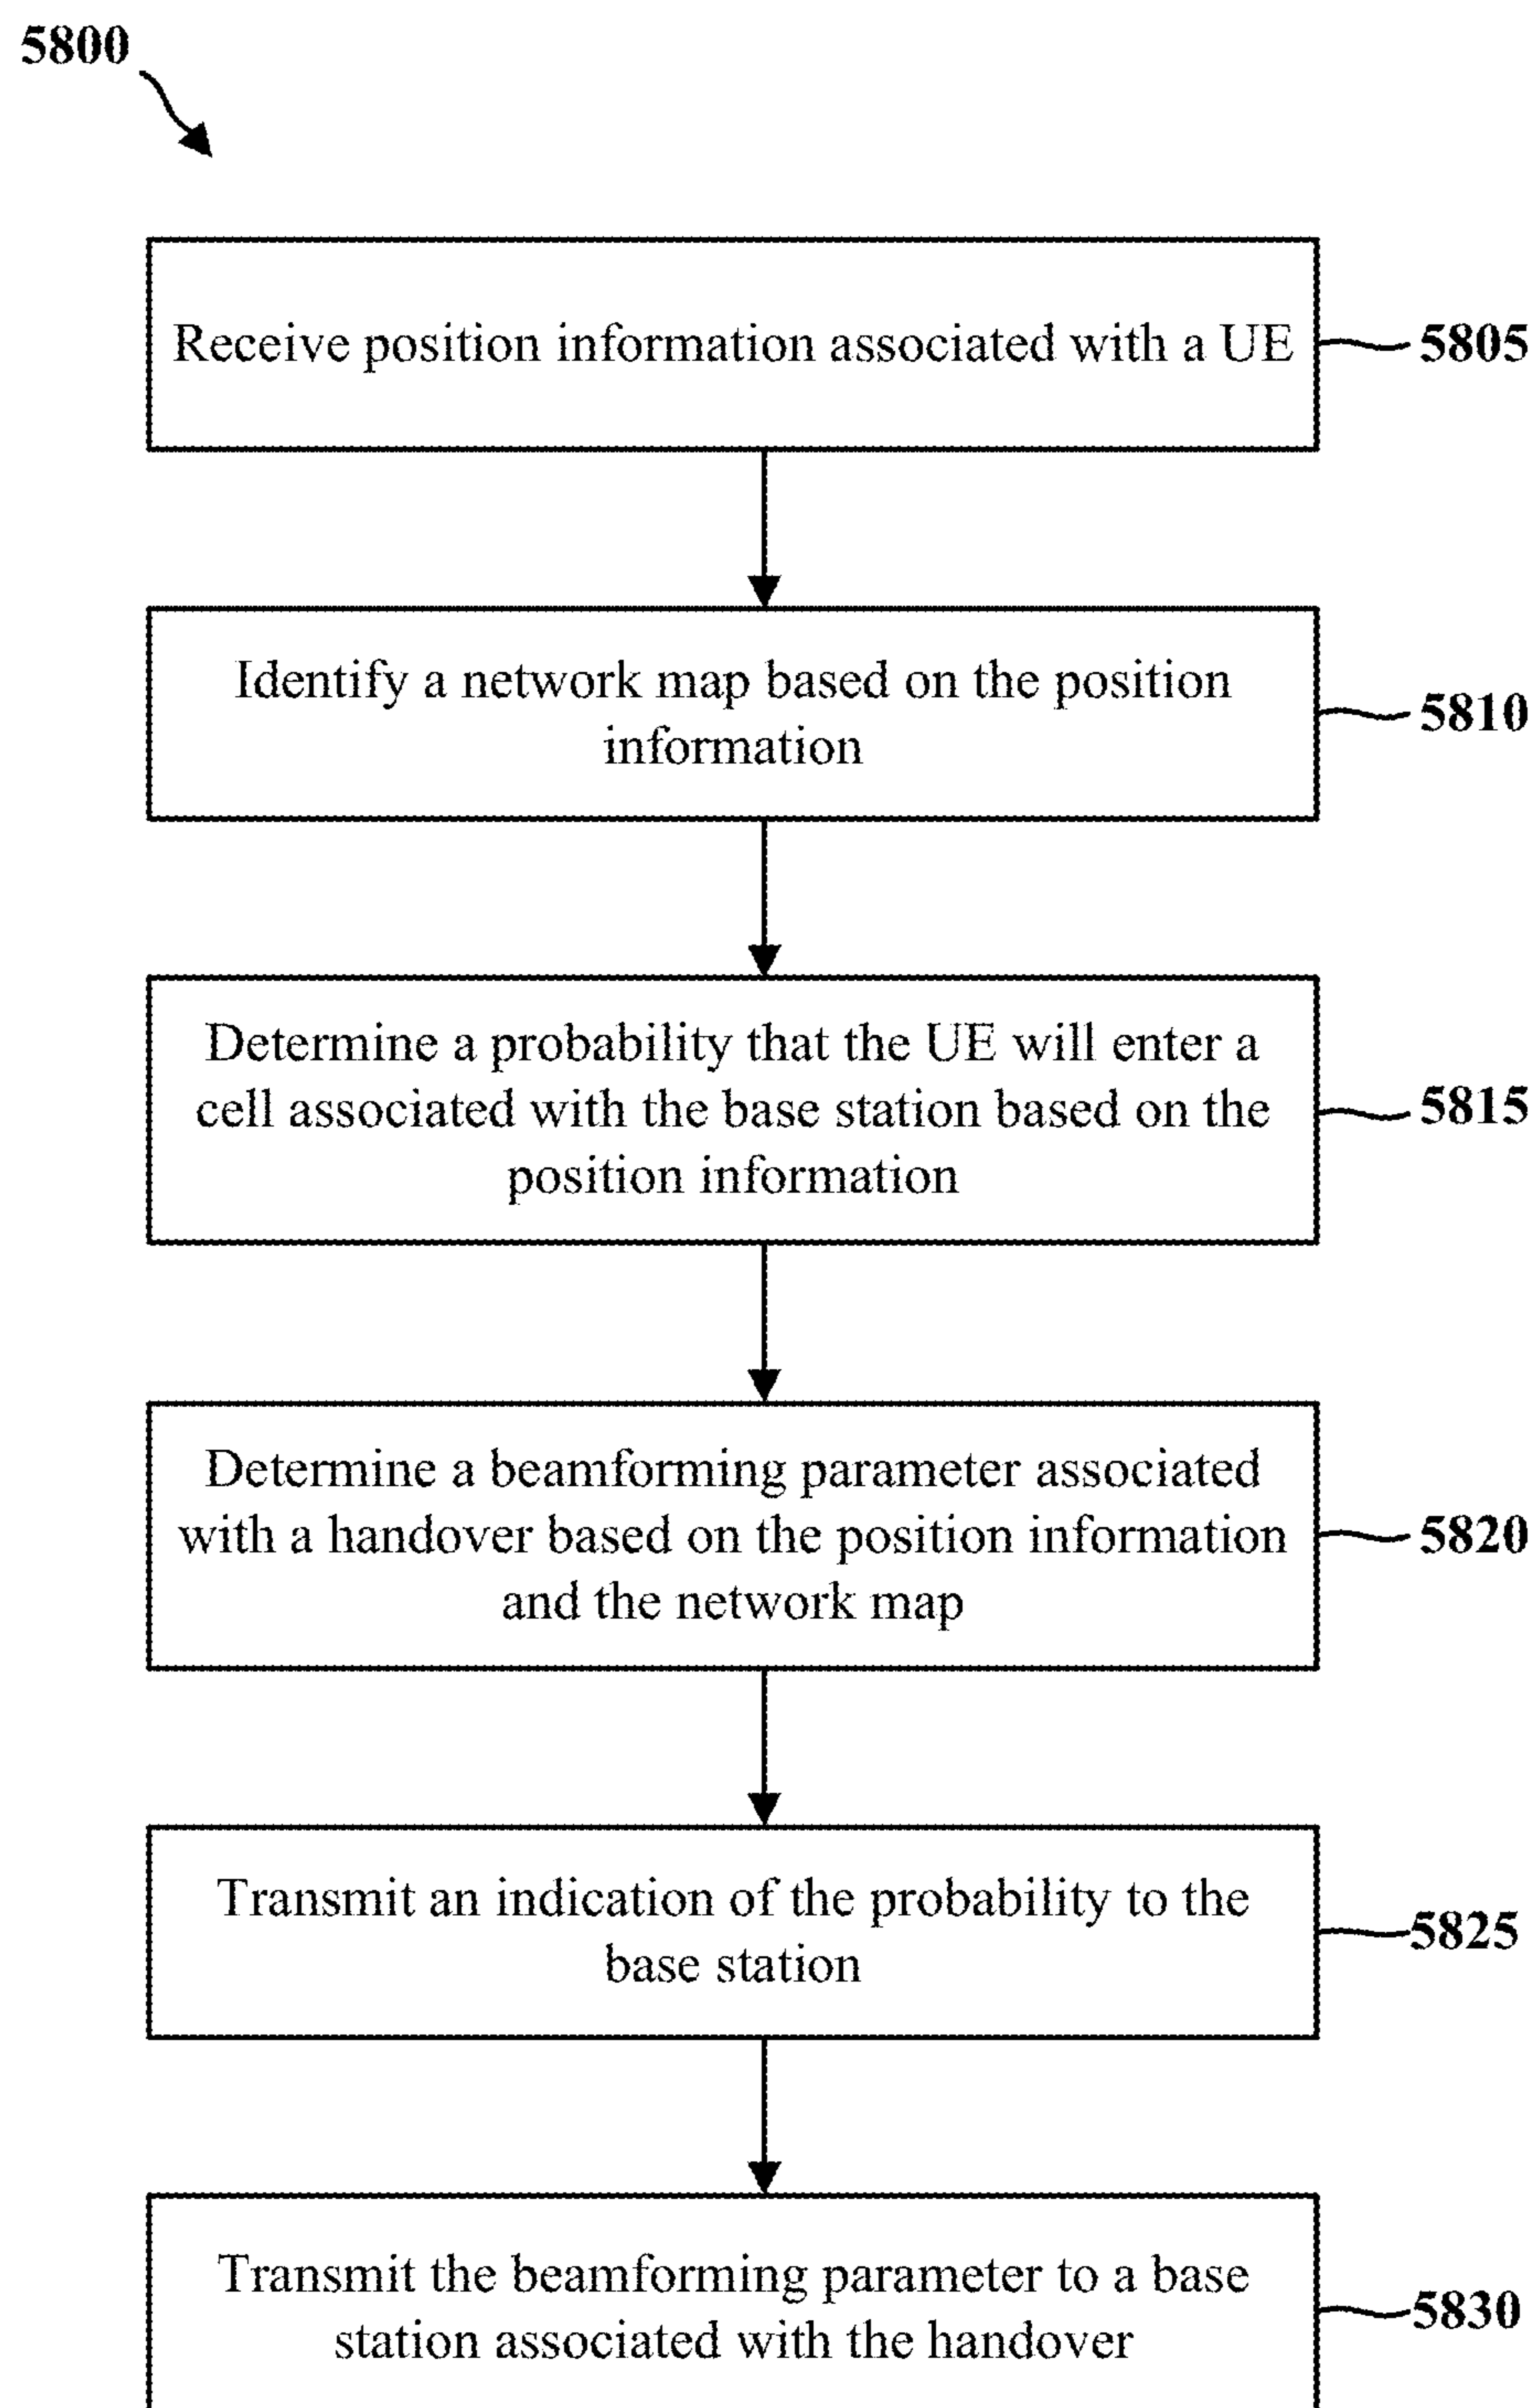 5800
Receive position information associated with a UE
5805
Identify a network map based on the position
information
5810
Determine a probability that the UE will enter a
cell associated with the base station based on the
position information
5815
Determine a beamforming parameter associated
with a handover based on the position information
and the network map
5820
Transmit an indication of the probability to the
base station
5825
Transmit the beamforming parameter to a base
station associated with the handover
5830